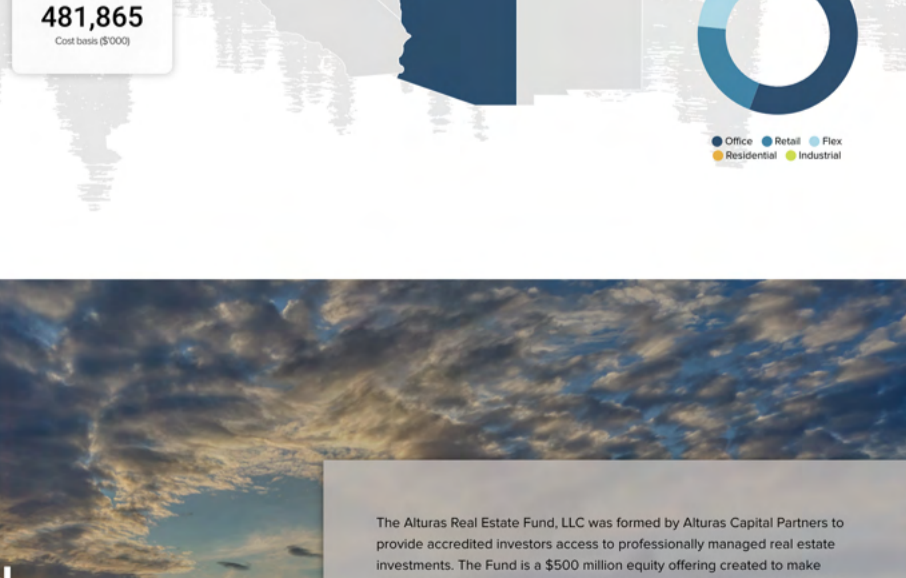 481,865
Cost basis ($'000)
Office Retail Flex
Residential Industrial
The Alturas Real Estate Fund, LLC was formed by Alturas Capital Partners to
provide accredited investors access to professionally managed real estate
investments. The Fund is a $500 million equity offering created to make